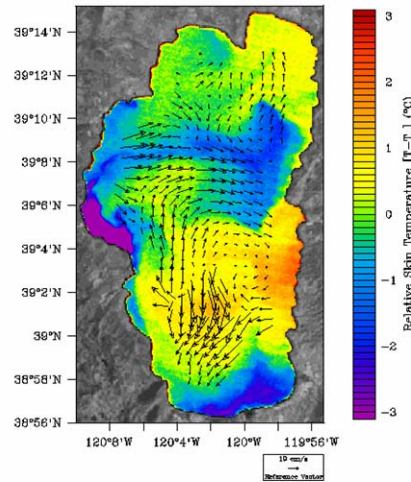 39°14'N
39°12'N
39°10'N
39°8'N
39°6'N
39°4'N
39°2'N
39°N
38°58'N
38°56'N
120°8'W
120°4'W
120°W
119°56'W
3
2
1
0
-1
-2
-3
Relative Skin Temperature [T-T̄] (°C)
10 cm/s
Reference Vector